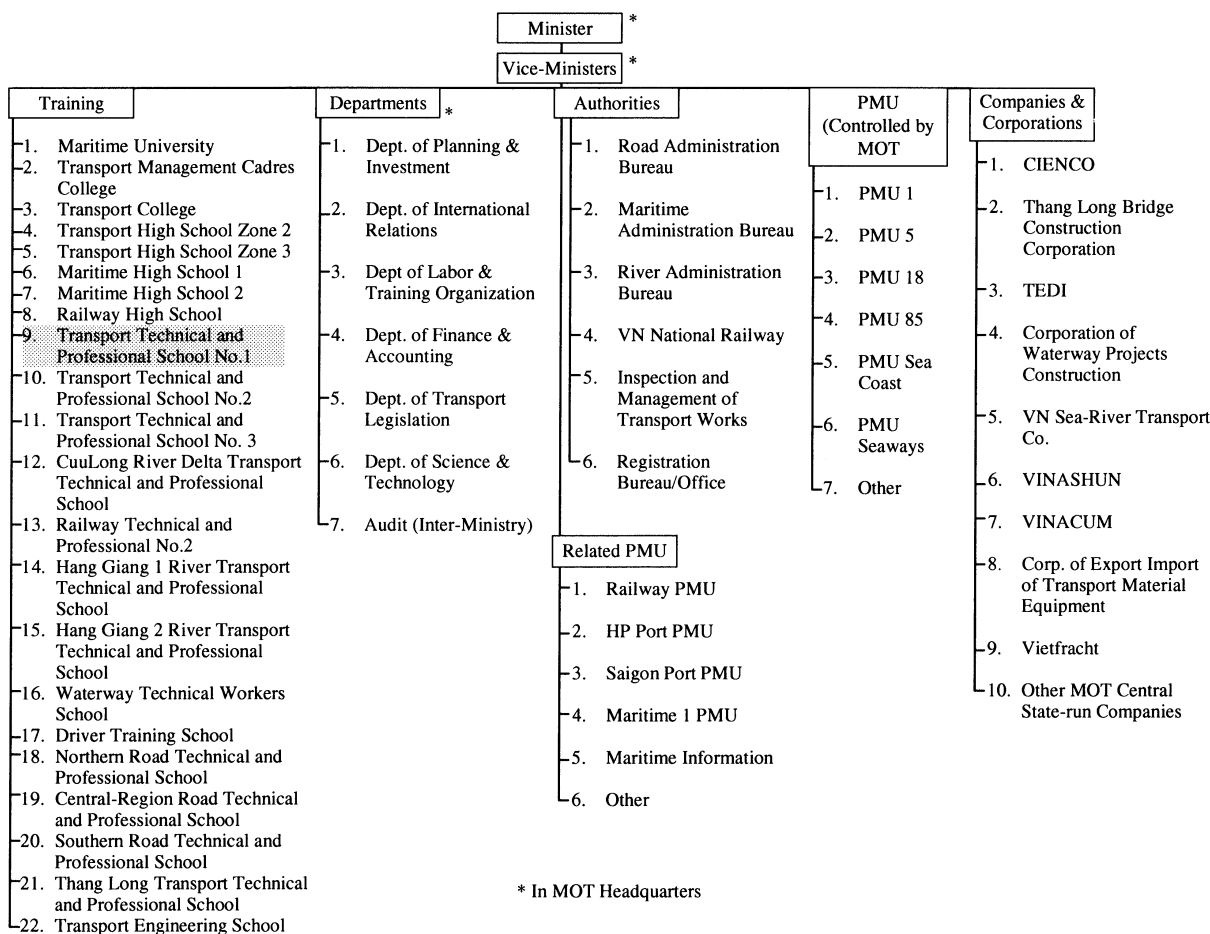 Minister *
Vice-Ministers *
Training
1. Maritime University
2. Transport Management Cadres
College
3. Transport College
4. Transport High School Zone 2
5. Transport High School Zone 3
6. Maritime High School 1
7. Maritime High School 2
8. Railway High School
9. Transport Technical and
Professional School No.1
10. Transport Technical and
Professional School No.2
11. Transport Technical and
Professional School No. 3
12. CuuLong River Delta Transport
Technical and Professional
School
13. Railway Technical and
Professional No.2
14. Hang Giang 1 River Transport
Technical and Professional
School
15. Hang Giang 2 River Transport
Technical and Professional
School
16. Waterway Technical Workers
School
17. Driver Training School
18. Northern Road Technical and
Professional School
19. Central-Region Road Technical
and Professional School
20. Southern Road Technical and
Professional School
21. Thang Long Transport Technical
and Professional School
22. Transport Engineering School
Departments *
1. Dept. of Planning &
Investment
2. Dept. of International
Relations
3. Dept of Labor &
Training Organization
4. Dept. of Finance &
Accounting
5. Dept. of Transport
Legislation
6. Dept. of Science &
Technology
7. Audit (Inter-Ministry)
Authorities
1. Road Administration
Bureau
2. Maritime
Administration Bureau
3. River Administration
Bureau
4. VN National Railway
5. Inspection and
Management of
Transport Works
6. Registration
Bureau/Office
Related PMU
1. Railway PMU
2. HP Port PMU
3. Saigon Port PMU
4. Maritime 1 PMU
5. Maritime Information
6. Other
PMU
(Controlled by
MOT
1. PMU 1
2. PMU 5
3. PMU 18
4. PMU 85
5. PMU Sea
Coast
6. PMU
Seaways
7. Other
Companies &
Corporations
1. CIENCO
2. Thang Long Bridge
Construction
Corporation
3. TEDI
4. Corporation of
Waterway Projects
Construction
5. VN Sea-River Transport
Co.
6. VINASHUN
7. VINACUM
8. Corp. of Export Import
of Transport Material
Equipment
9. Vietfracht
10. Other MOT Central
State-run Companies
* In MOT Headquarters